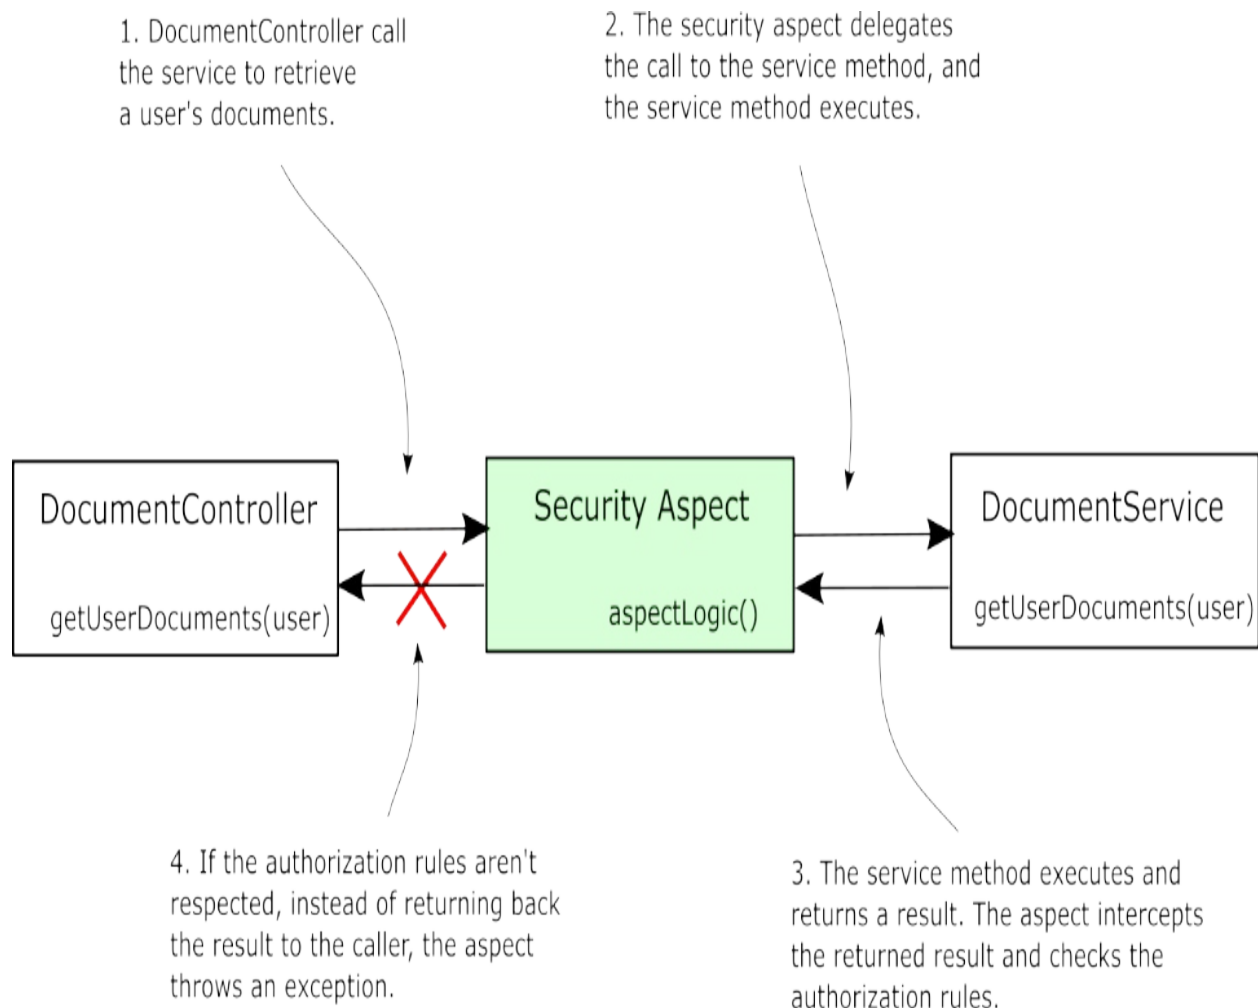 1. DocumentController call
the service to retrieve
a user's documents.
2. The security aspect delegates
the call to the service method, and
the service method executes.
DocumentController
getUserDocuments(user)
Security Aspect
aspectLogic()
DocumentService
getUserDocuments(user)
4. If the authorization rules aren't
respected, instead of returning back
the result to the caller, the aspect
throws an exception.
3. The service method executes and
returns a result. The aspect intercepts
the returned result and checks the
authorization rules.